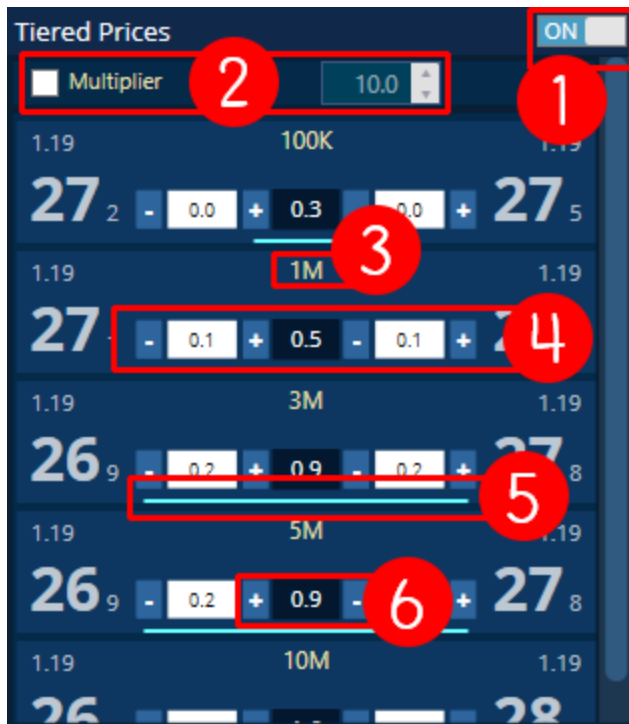 Tiered Prices ON
Multiplier 2 10.0 1
1.19 100K 1.19
27 2 - 0.0 + 0.3 0.0 + 27 5
3
1.19 1M 1.19
27 - 0.1 + 0.5 - 0.1 + 4
1.19 3M 1.19
26 9 - 0.2 + 0.9 - 0.2 + 27 8
5
1.19 5M 1.19
26 9 - 0.2 + 0.9 - 6 + 27 8
1.19 10M 1.19
26 28